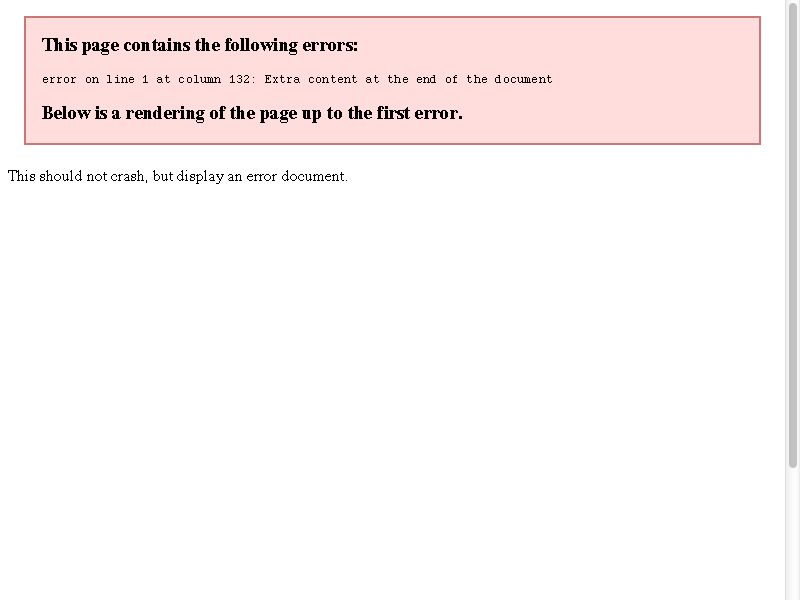 This page contains the following errors:
error on line 1 at column 132: Extra content at the end of the document
Below is a rendering of the page up to the first error.
This should not crash, but display an error document.